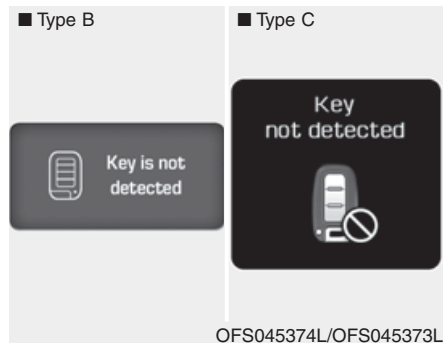 ■ Type B
■ Type C
Key is not
detected
Key
not detected
OFS045374L/OFS045373L